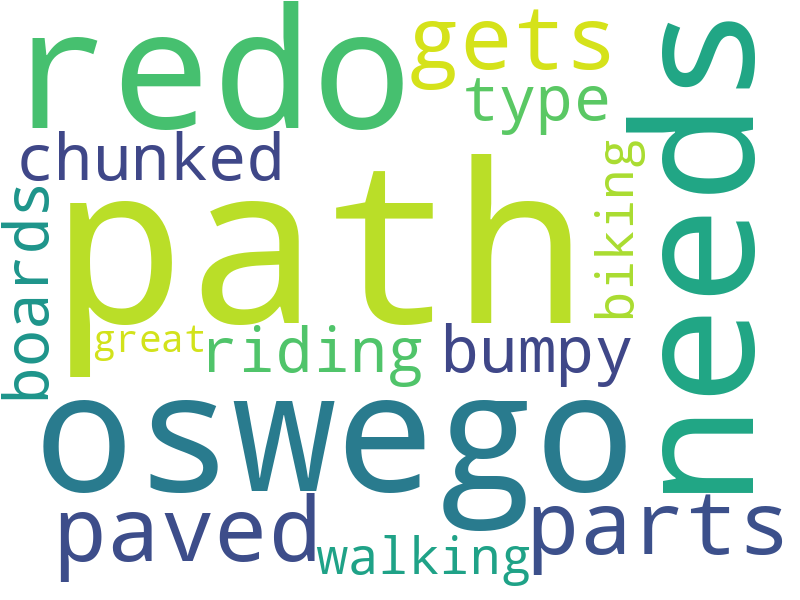 redo
gets
type
needs
chunked
path
biking
boards
great
riding
bumpy
oswego
paved
parts
walking